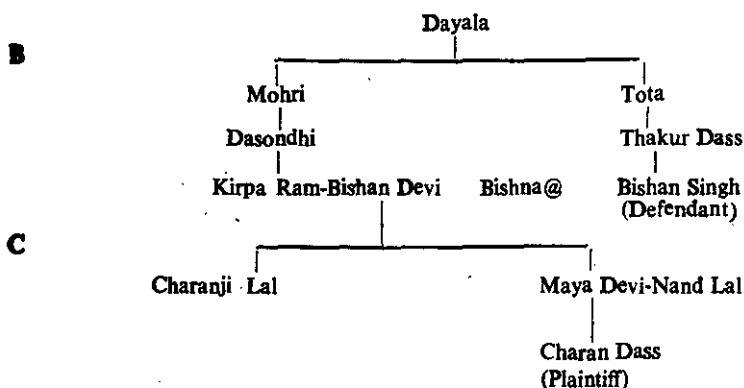 Dayala
B
Mohri Tota
Dasondhi Thakur Dass
Kirpa Ram-Bishan Devi Bishna@ Bishan Singh
(Defendant)
C
Charanji Lal Maya Devi-Nand Lal
Charan Dass
(Plaintiff)